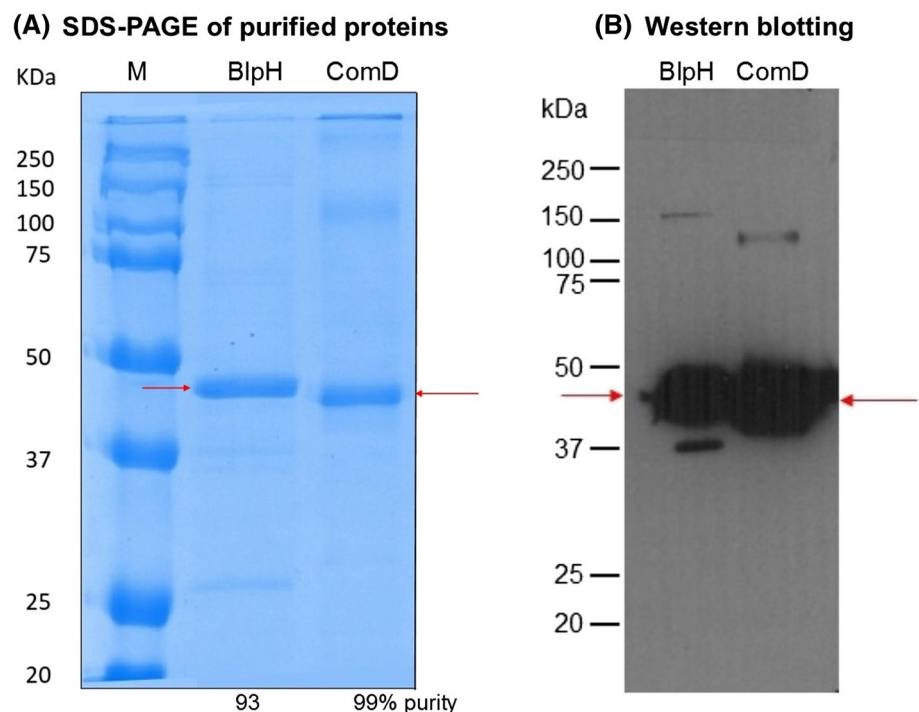 (A) SDS-PAGE of purified proteins
KDa M BlpH ComD
250
150
100
75
50
37
25
20
93 99% purity
(B) Western blotting
BlpH ComD
kDa
250
150
100
75
50
37
25
20